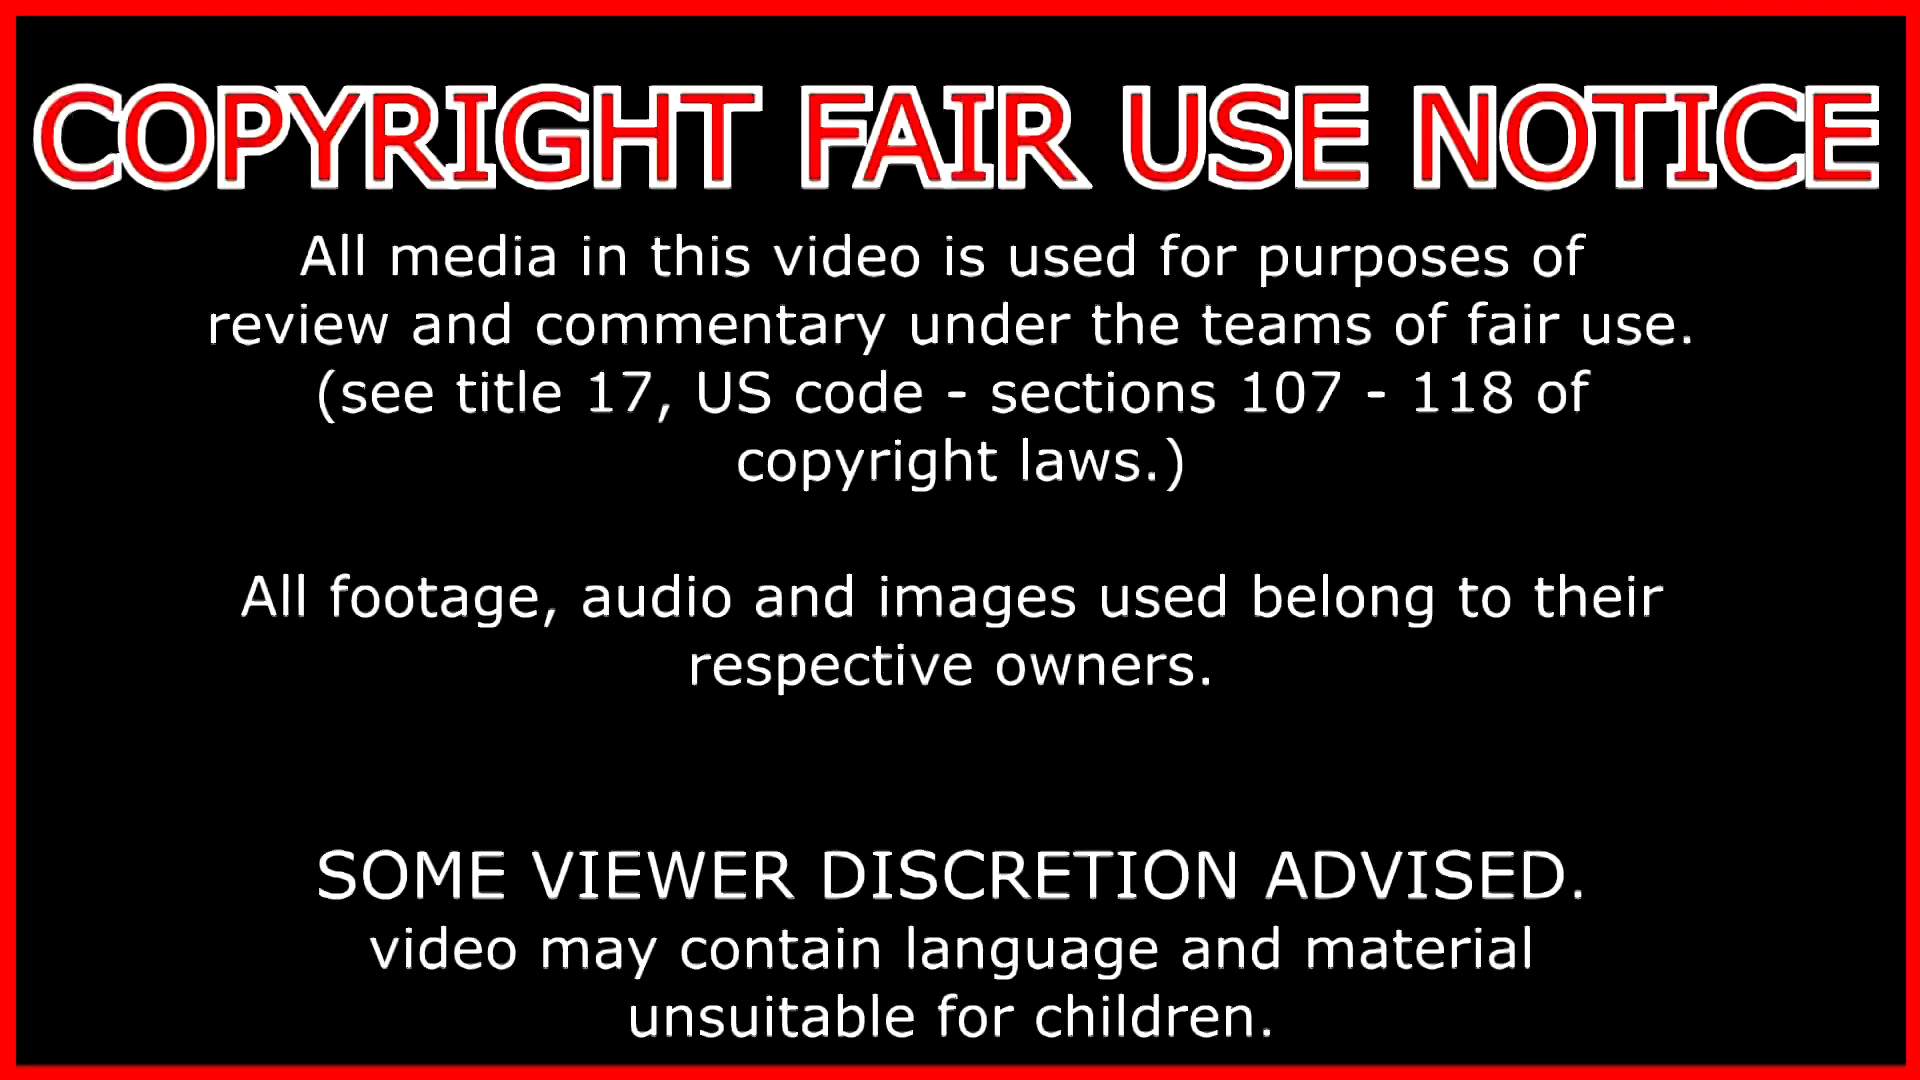 COPYRIGHT FAIR USE NOTICE
All media in this video is used for purposes of
review and commentary under the teams of fair use.
(see title 17, US code - sections 107 - 118 of
copyright laws.)
All footage, audio and images used belong to their
respective owners.
SOME VIEWER DISCRETION ADVISED.
video may contain language and material
unsuitable for children.